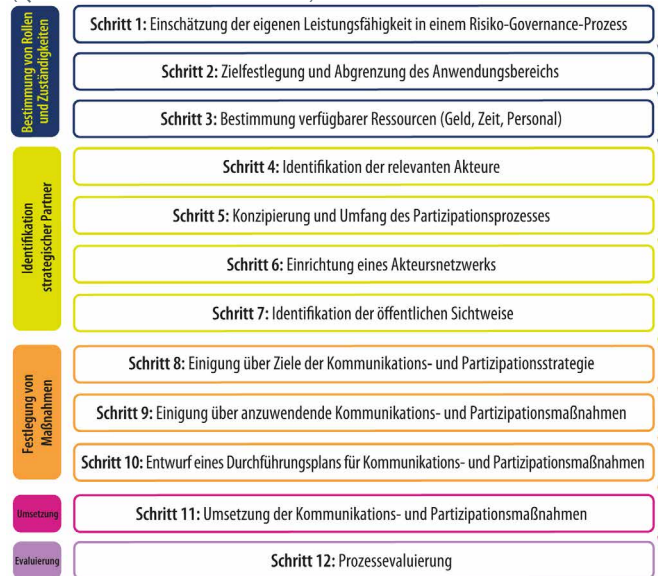 Bestimmung von Rollen
und Zuständigkeiten
Schritt 1: Einschätzung der eigenen Leistungsfähigkeit in einem Risiko-Governance-Prozess
Schritt 2: Zielfestlegung und Abgrenzung des Anwendungsbereichs
Schritt 3: Bestimmung verfügbarer Ressourcen (Geld, Zeit, Personal)
Identifikation
strategischer Partner
Schritt 4: Identifikation der relevanten Akteure
Schritt 5: Konzipierung und Umfang des Partizipationsprozesses
Schritt 6: Einrichtung eines Akteursnetzwerks
Schritt 7: Identifikation der öffentlichen Sichtweise
Festlegung von
Maßnahmen
Schritt 8: Einigung über Ziele der Kommunikations- und Partizipationsstrategie
Schritt 9: Einigung über anzuwendende Kommunikations- und Partizipationsmaßnahmen
Schritt 10: Entwurf eines Durchführungsplans für Kommunikations- und Partizipationsmaßnahmen
Umsetzung
Schritt 11: Umsetzung der Kommunikations- und Partizipationsmaßnahmen
Evaluierung
Schritt 12: Prozessevaluierung